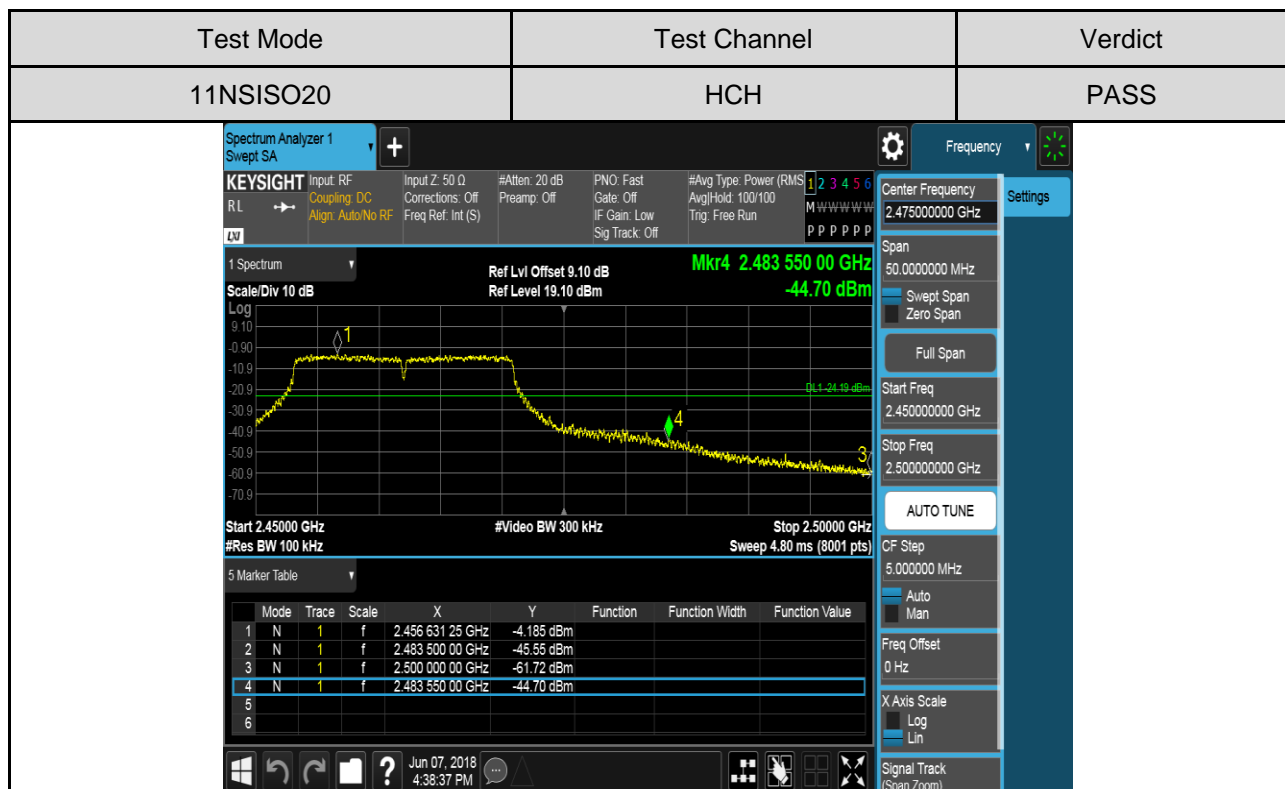 Test Mode Test Channel Verdict
11NSISO20 HCH PASS
Spectrum Analyzer 1
Swept SA
+
Frequency
KEYSIGHT Input: RF Input Z: 50 Ω #Atten: 20 dB PNO: Fast #Avg Type: Power (RMS 1 2 3 4 5 6
RL Coupling: DC Corrections: Off Preamp: Off Gate: Off Avg|Hold: 100/100 M W W W W W
Align: Auto/No RF Freq Ref: Int (S) IF Gain: Low Trig: Free Run
LXI Sig Track: Off P P P P P P
1 Spectrum
Ref Lvl Offset 9.10 dB Mkr4 2.483 550 00 GHz
Scale/Div 10 dB Ref Level 19.10 dBm -44.70 dBm
Log
9.10
-0.90
-10.9
-20.9
-30.9
-40.9
-50.9
-60.9
-70.9
1
DL1 -24.19 dBm
4
3
Start 2.45000 GHz #Video BW 300 kHz Stop 2.50000 GHz
#Res BW 100 kHz Sweep 4.80 ms (8001 pts)
5 Marker Table
Mode Trace Scale X Y Function Function Width Function Value
1 N 1 f 2.456 631 25 GHz -4.185 dBm
2 N 1 f 2.483 500 00 GHz -45.55 dBm
3 N 1 f 2.500 000 00 GHz -61.72 dBm
4 N 1 f 2.483 550 00 GHz -44.70 dBm
5
6
?
Jun 07, 2018
4:38:37 PM
Center Frequency
2.475000000 GHz
Settings
Span
50.0000000 MHz
Swept Span
Zero Span
Full Span
Start Freq
2.450000000 GHz
Stop Freq
2.500000000 GHz
AUTO TUNE
CF Step
5.000000 MHz
Auto
Man
Freq Offset
0 Hz
X Axis Scale
Log
Lin
Signal Track
(Span Zoom)